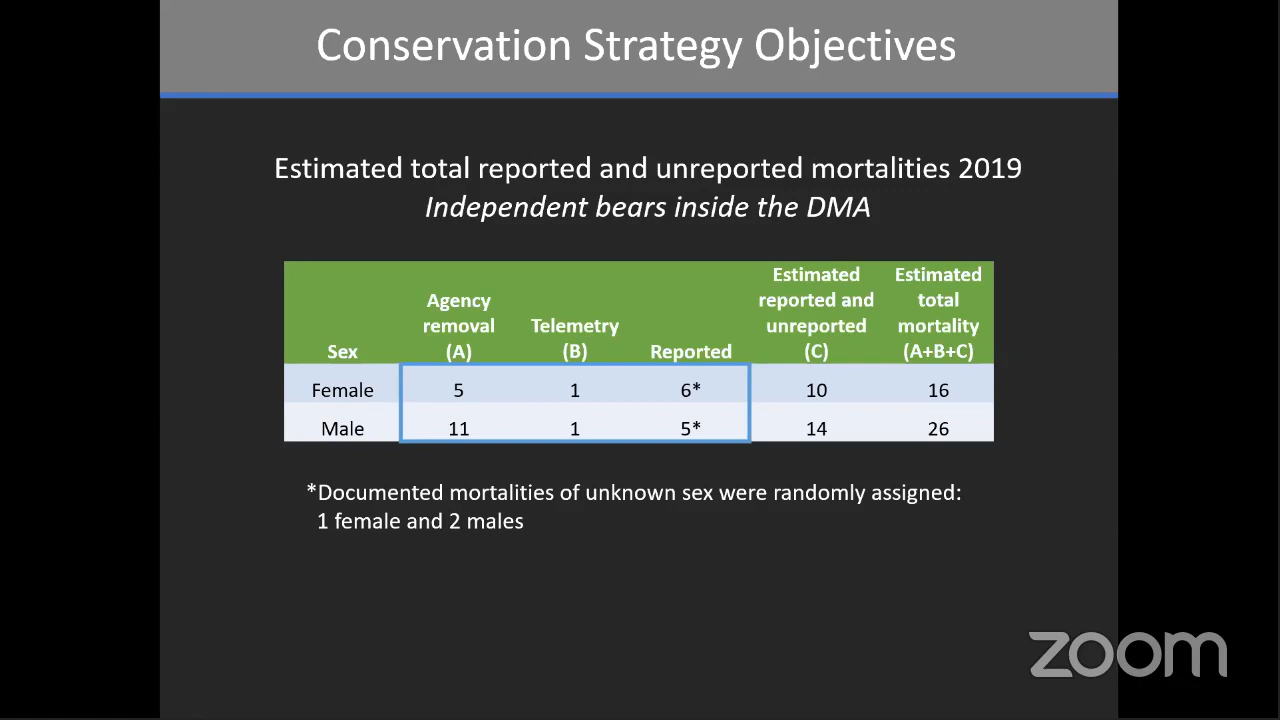 Conservation Strategy Objectives
Estimated total reported and unreported mortalities 2019
Independent bears inside the DMA
Sex Agency removal (A) Telemetry (B) Reported Estimated reported and unreported (C) Estimated total mortality (A+B+C)
Female 5 1 6* 10 16
Male 11 1 5* 14 26
*Documented mortalities of unknown sex were randomly assigned:
1 female and 2 males
zoom